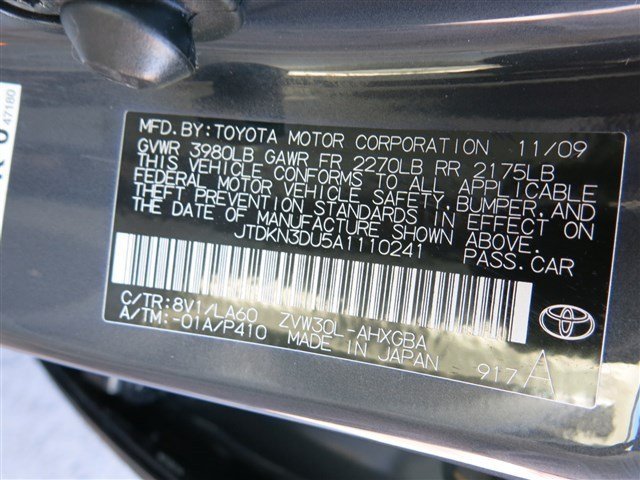 MFD.BY:TOYOTA MOTOR CORPORATION 11/09
GVWR 3980LB GAWR FR 2270LB RR 2175LB
THIS VEHICLE CONFORMS TO ALL APPLICABLE
FEDERAL MOTOR VEHICLE SAFETY,BUMPER,AND
THEFT PREVENTION STANDARDS IN EFFECT ON
THE DATE OF MANUFACTURE SHOWN ABOVE.
JTDKN3DU5A1110241 PASS.CAR
C/TR:8V1/LA60 ZVW30L-AHXGBA
A/TM:-01A/P410 MADE IN JAPAN
917A
47180